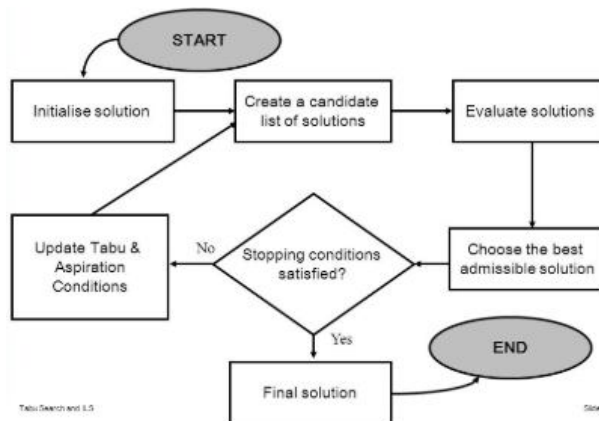 START
Initialise solution
Create a candidate
list of solutions
Evaluate solutions
Update Tabu &
Aspiration
Conditions
No
Stopping conditions
satisfied?
Choose the best
admissible solution
Yes
END
Final solution
Tabu Search and ILS
Slide